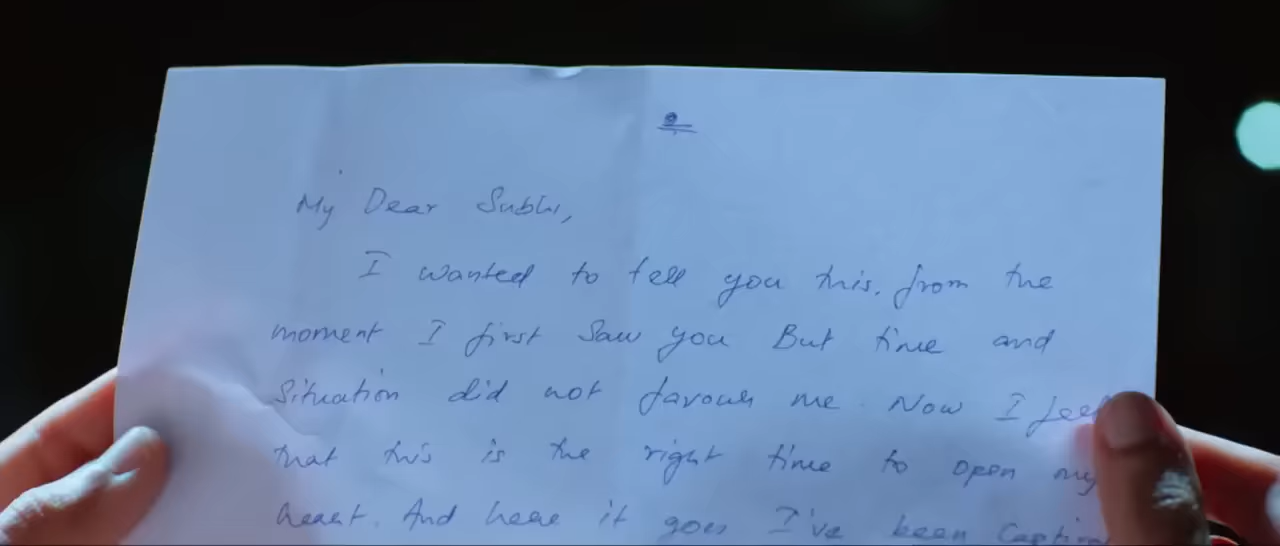 My Dear Subhi,
I wanted to tell you this. from the
moment I first saw you But time and
Situation did not favour me. Now I feel
that this is the right time to open my
heart. And here it goes I've been